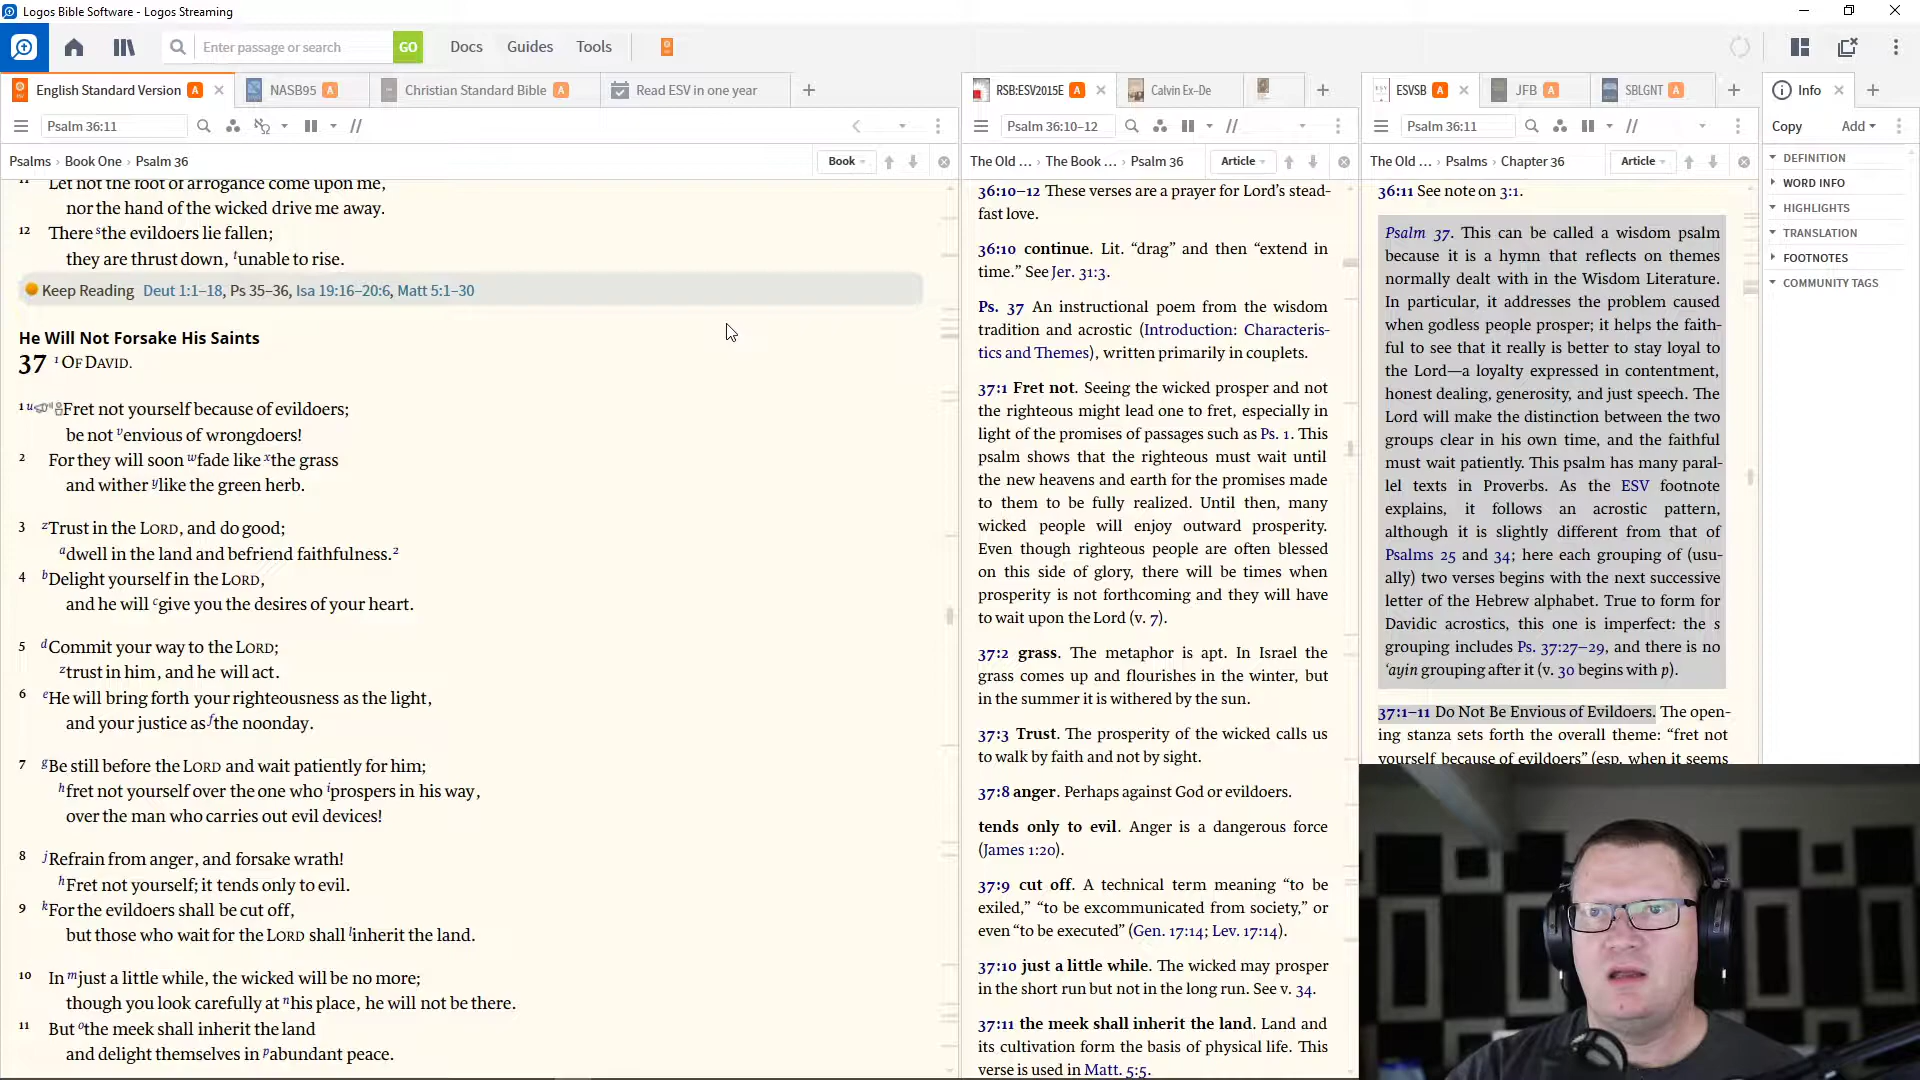 Logos Bible Software - Logos Streaming
Enter passage or search GO Docs Guides Tools
English Standard Version A NASB95 A Christian Standard Bible A Read ESV in one year
Psalm 36:11
Psalms › Book One › Psalm 36 Book
11 Let not the foot of arrogance come upon me,
nor the hand of the wicked drive me away.
12 There sthe evildoers lie fallen;
they are thrust down, tunable to rise.
Keep Reading Deut 1:1–18, Ps 35–36, Isa 19:16–20:6, Matt 5:1–30
He Will Not Forsake His Saints
37 1 OF DAVID.
1 uFret not yourself because of evildoers;
be not venvious of wrongdoers!
2 For they will soon wfade like xthe grass
and wither ylike the green herb.
3 zTrust in the LORD, and do good;
adwell in the land and befriend faithfulness.2
4 bDelight yourself in the LORD,
and he will cgive you the desires of your heart.
5 dCommit your way to the LORD;
ztrust in him, and he will act.
6 eHe will bring forth your righteousness as the light,
and your justice as fthe noonday.
7 gBe still before the LORD and wait patiently for him;
hfret not yourself over the one who iprospers in his way,
over the man who carries out evil devices!
8 jRefrain from anger, and forsake wrath!
hFret not yourself; it tends only to evil.
9 kFor the evildoers shall be cut off,
but those who wait for the LORD shall linherit the land.
10 In mjust a little while, the wicked will be no more;
though you look carefully at nhis place, he will not be there.
11 But othe meek shall inherit the land
and delight themselves in pabundant peace.
RSB:ESV2015E A Calvin Ex–De
Psalm 36:10–12
The Old ... › The Book ... › Psalm 36 Article
36:10–12 These verses are a prayer for Lord's stead-
fast love.
36:10 continue. Lit. “drag” and then “extend in
time.” See Jer. 31:3.
Ps. 37 An instructional poem from the wisdom
tradition and acrostic (Introduction: Characteris-
tics and Themes), written primarily in couplets.
37:1 Fret not. Seeing the wicked prosper and not
the righteous might lead one to fret, especially in
light of the promises of passages such as Ps. 1. This
psalm shows that the righteous must wait until
the new heavens and earth for the promises made
to them to be fully realized. Until then, many
wicked people will enjoy outward prosperity.
Even though righteous people are often blessed
on this side of glory, there will be times when
prosperity is not forthcoming and they will have
to wait upon the Lord (v. 7).
37:2 grass. The metaphor is apt. In Israel the
grass comes up and flourishes in the winter, but
in the summer it is withered by the sun.
37:3 Trust. The prosperity of the wicked calls us
to walk by faith and not by sight.
37:8 anger. Perhaps against God or evildoers.
tends only to evil. Anger is a dangerous force
(James 1:20).
37:9 cut off. A technical term meaning “to be
exiled,” “to be excommunicated from society,” or
even “to be executed” (Gen. 17:14; Lev. 17:14).
37:10 just a little while. The wicked may prosper
in the short run but not in the long run. See v. 34.
37:11 the meek shall inherit the land. Land and
its cultivation form the basis of physical life. This
verse is used in Matt. 5:5.
ESVSB A JFB A SBLGNT A
Psalm 36:11
The Old ... › Psalms › Chapter 36 Article
36:11 See note on 3:1.
Psalm 37. This can be called a wisdom psalm
because it is a hymn that reflects on themes
normally dealt with in the Wisdom Literature.
In particular, it addresses the problem caused
when godless people prosper; it helps the faith-
ful to see that it really is better to stay loyal to
the Lord—a loyalty expressed in contentment,
honest dealing, generosity, and just speech. The
Lord will make the distinction between the two
groups clear in his own time, and the faithful
must wait patiently. This psalm has many paral-
lel texts in Proverbs. As the ESV footnote
explains, it follows an acrostic pattern,
although it is slightly different from that of
Psalms 25 and 34; here each grouping of (usu-
ally) two verses begins with the next successive
letter of the Hebrew alphabet. True to form for
Davidic acrostics, this one is imperfect: the s
grouping includes Ps. 37:27–29, and there is no
‘ayin grouping after it (v. 30 begins with p).
37:1–11 Do Not Be Envious of Evildoers. The open-
ing stanza sets forth the overall theme: “fret not
yourself because of evildoers” (esp. when it seems
Info
Copy Add
DEFINITION
WORD INFO
HIGHLIGHTS
TRANSLATION
FOOTNOTES
COMMUNITY TAGS